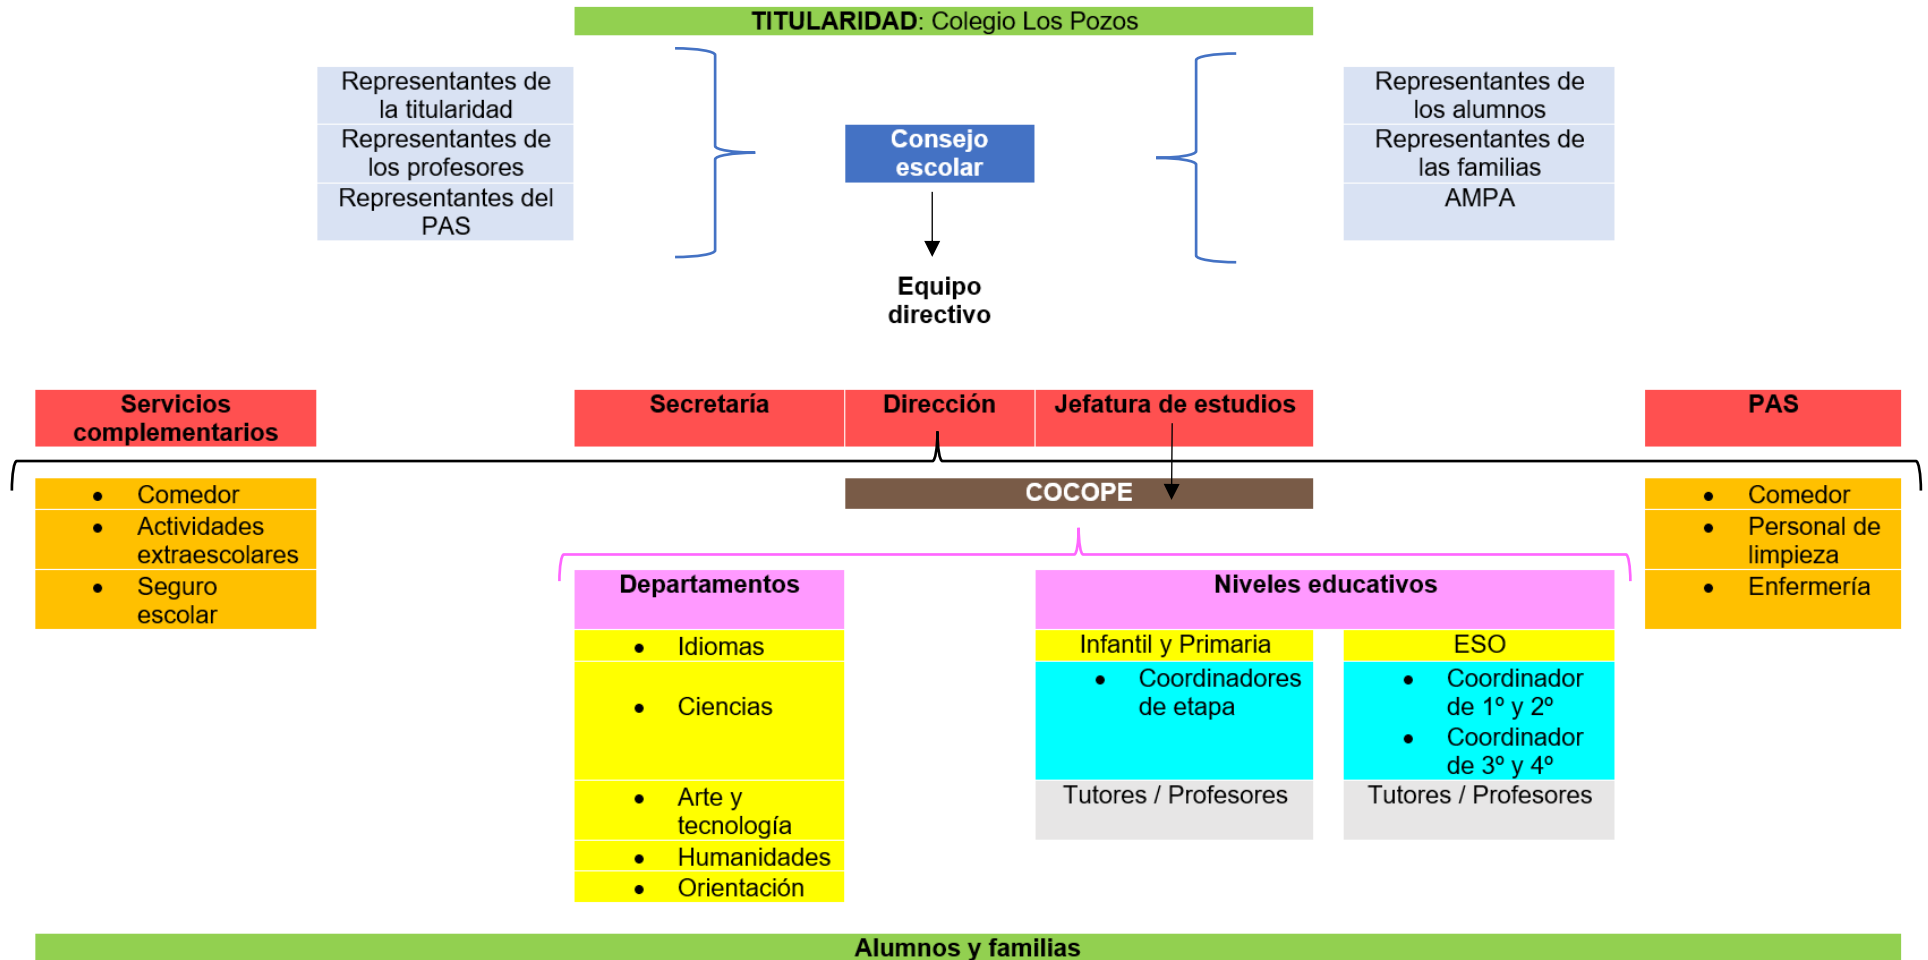 TITULARIDAD: Colegio Los Pozos
Representantes de
la titularidad
Representantes de
los profesores
Representantes del
PAS
Consejo
escolar
Representantes de
los alumnos
Representantes de
las familias
AMPA
Equipo
directivo
Servicios
complementarios
Secretaría
Dirección
Jefatura de estudios
PAS
• Comedor
• Actividades
extraescolares
• Seguro
escolar
COCOPE
• Comedor
• Personal de
limpieza
• Enfermería
Departamentos
• Idiomas
• Ciencias
• Arte y
tecnología
• Humanidades
• Orientación
Niveles educativos
Infantil y Primaria
• Coordinadores
de etapa
Tutores / Profesores
ESO
• Coordinador
de 1º y 2º
• Coordinador
de 3º y 4º
Tutores / Profesores
Alumnos y familias